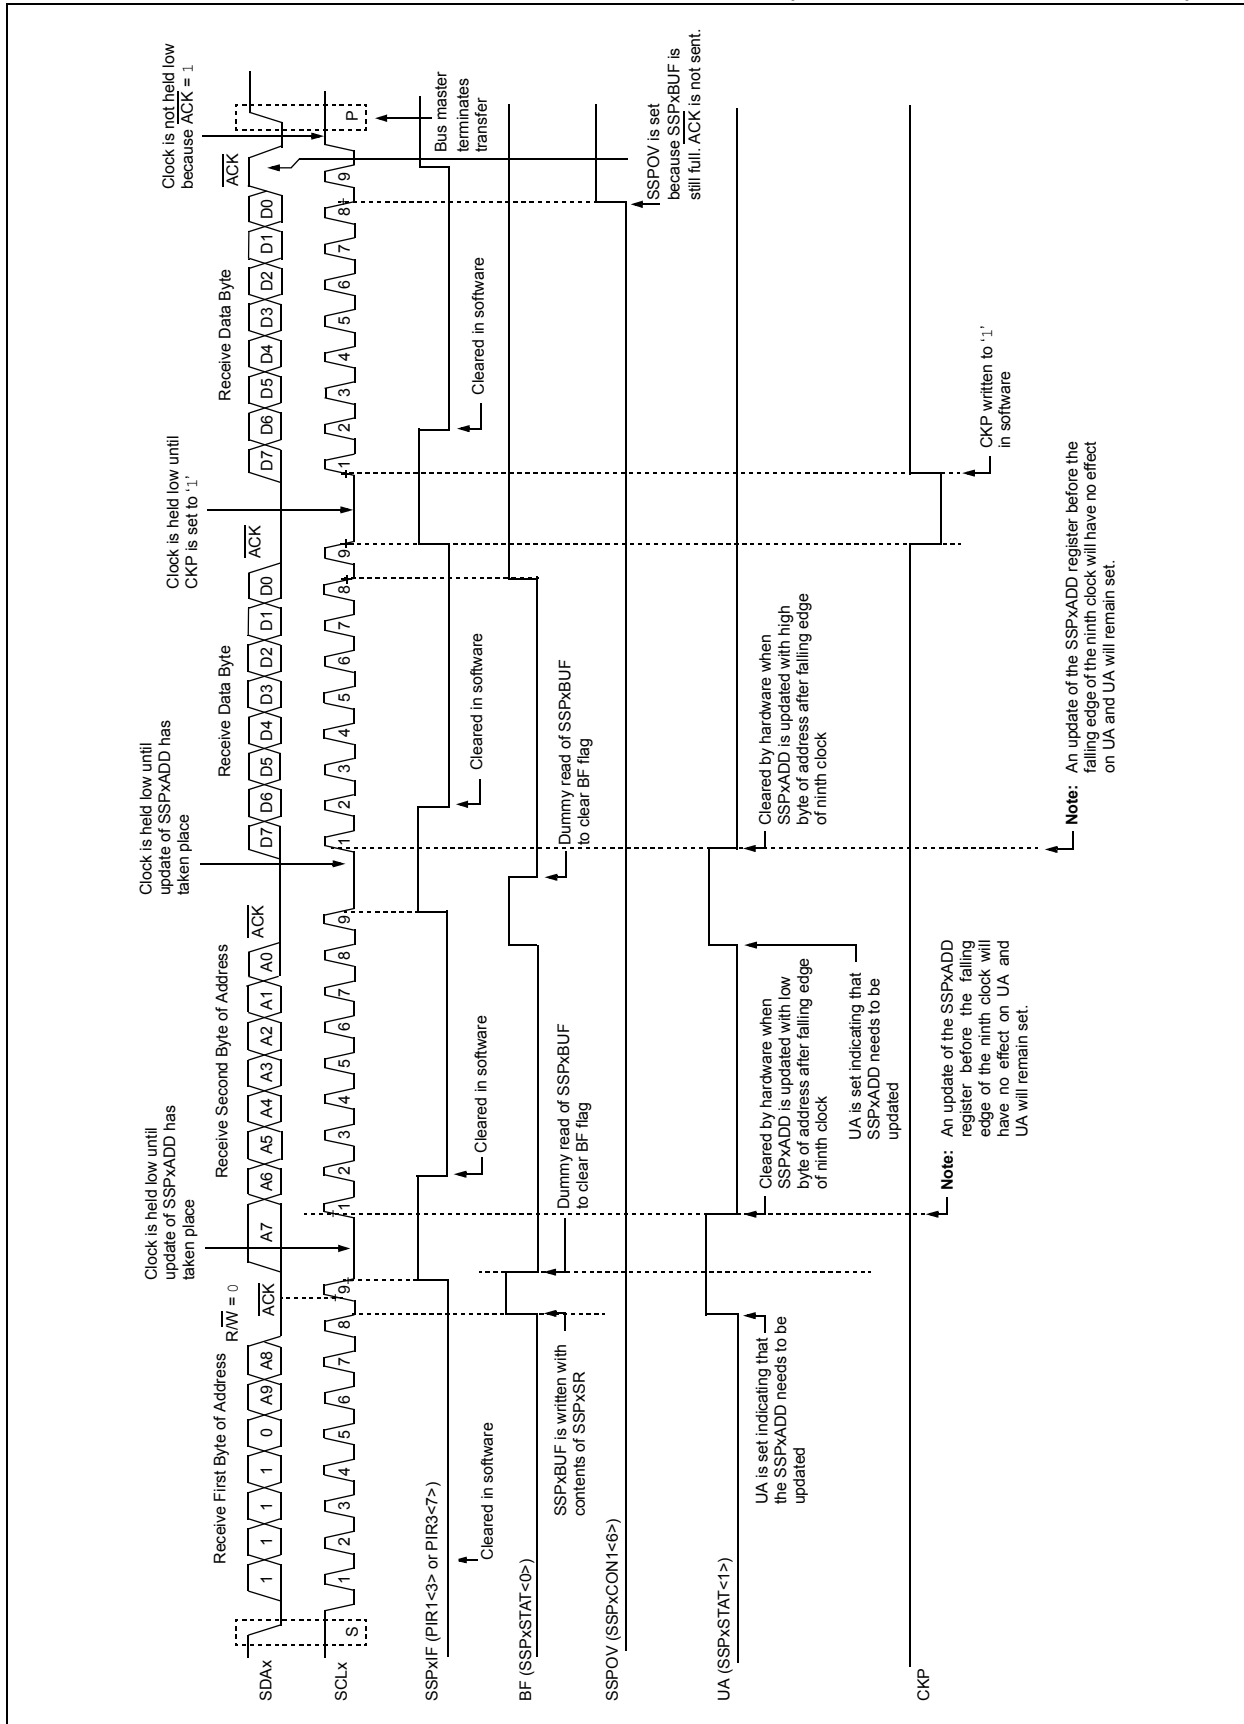 Clock is not held low
because ACK = 1
Clock is held low until
CKP is set to ‘1’
Clock is held low until
update of SSPxADD has
taken place
Clock is held low until
update of SSPxADD has
taken place
Receive First Byte of Address
R/W = 0
Receive Second Byte of Address
Receive Data Byte
Receive Data Byte
SDAx
1 1 1 1 0 A9 A8 ACK A7 A6 A5 A4 A3 A2 A1 A0 ACK D7 D6 D5 D4 D3 D2 D1 D0 ACK D7 D6 D5 D4 D3 D2 D1 D0 ACK
SCLx
S 1 2 3 4 5 6 7 8 9 1 2 3 4 5 6 7 8 9 1 2 3 4 5 6 7 8 9 1 2 3 4 5 6 7 8 9 P
Bus master
terminates
transfer
SSPxIF (PIR1<3> or PIR3<7>)
Cleared in software
Cleared in software
Cleared in software
Cleared in software
BF (SSPxSTAT<0>)
SSPxBUF is written with
contents of SSPxSR
Dummy read of SSPxBUF
to clear BF flag
Dummy read of SSPxBUF
to clear BF flag
SSPOV (SSPxCON1<6>)
SSPOV is set
because SSPxBUF is
still full. ACK is not sent.
UA (SSPxSTAT<1>)
UA is set indicating that
the SSPxADD needs to be
updated
Cleared by hardware when
SSPxADD is updated with low
byte of address after falling edge
of ninth clock
UA is set indicating that
SSPxADD needs to be
updated
Cleared by hardware when
SSPxADD is updated with high
byte of address after falling edge
of ninth clock
CKP
CKP written to ‘1’
in software
Note: An update of the SSPxADD
register before the falling
edge of the ninth clock will
have no effect on UA and
UA will remain set.
Note: An update of the SSPxADD register before the
falling edge of the ninth clock will have no effect
on UA and UA will remain set.